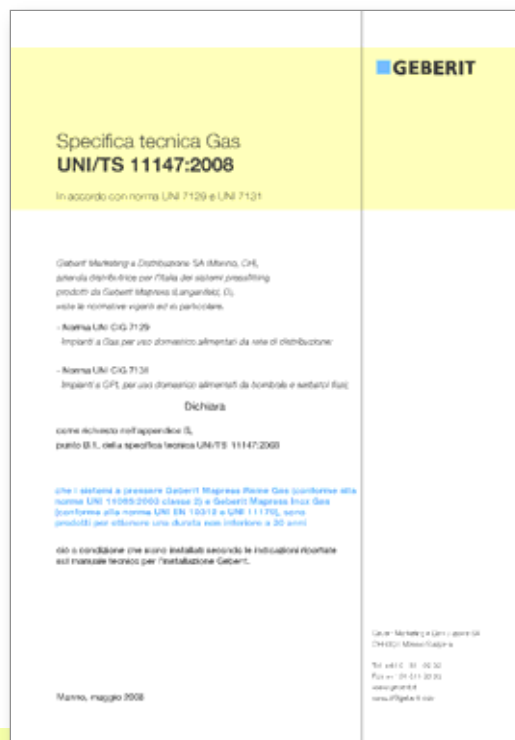 GEBERIT
Specifica tecnica Gas
UNI/TS 11147:2008
In accordo con norma UNI 7129 e UNI 7131
Geberit Marketing e Distribuzione SA (Manno, CH),
azienda distributrice per l'Italia dei sistemi pressfitting
prodotti da Geberit Mapress (Langenfeld, D),
viste le normative vigenti ed in particolare:
- Norma UNI CIG 7129
Impianti a Gas per uso domestico alimentati da rete di distribuzione;
- Norma UNI CIG 7131
Impianti a GPL per uso domestico alimentati da bombole e serbatoi fissi;
Dichiara
come richiesto nell'appendice B,
punto B.1. della specifica tecnica UNI/TS 11147:2008
che i sistemi a pressare Geberit Mapress Rame Gas (conforme alla
norma UNI 11065:2003 classe 2) e Geberit Mapress Inox Gas
(conforme alla norma UNI EN 10312 e UNI 11179), sono
prodotti per ottenere una durata non inferiore a 30 anni
ciò a condizione che siano installati secondo le indicazioni riportate
sul manuale tecnico per l'installazione Geberit.
Geberit Marketing e
Manno, maggio 2008